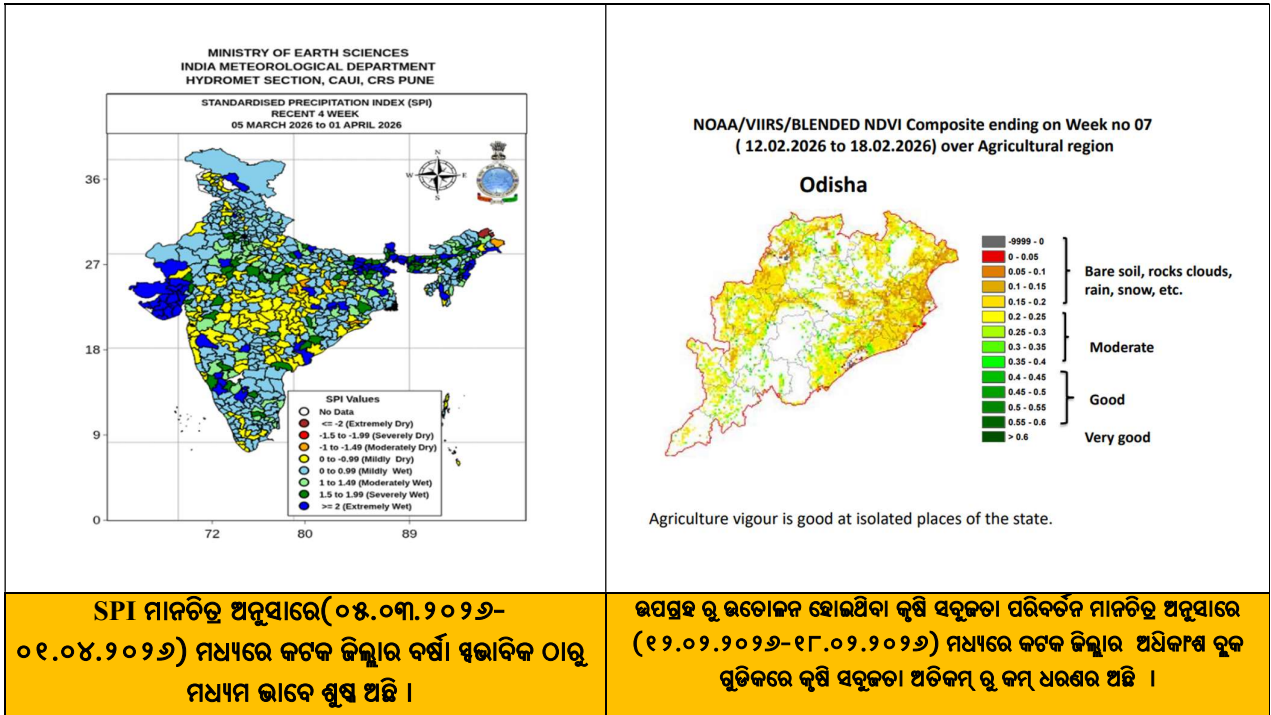 MINISTRY OF EARTH SCIENCES
INDIA METEOROLOGICAL DEPARTMENT
HYDROMET SECTION, CAUI, CRS PUNE
STANDARDISED PRECIPITATION INDEX (SPI)
RECENT 4 WEEK
05 MARCH 2026 to 01 APRIL 2026
N
W E
S
36
27
18
9
0
72 80 89
SPI Values
No Data
<= -2 (Extremely Dry)
-1.5 to -1.99 (Severely Dry)
-1 to -1.49 (Moderately Dry)
0 to -0.99 (Mildly Dry)
0 to 0.99 (Mildly Wet)
1 to 1.49 (Moderately Wet)
1.5 to 1.99 (Severely Wet)
>= 2 (Extremely Wet)
NOAA/VIIRS/BLENDED NDVI Composite ending on Week no 07
( 12.02.2026 to 18.02.2026) over Agricultural region
Odisha
-9999 - 0
0 - 0.05
0.05 - 0.1
0.1 - 0.15
0.15 - 0.2
0.2 - 0.25
0.25 - 0.3
0.3 - 0.35
0.35 - 0.4
0.4 - 0.45
0.45 - 0.5
0.5 - 0.55
0.55 - 0.6
> 0.6
Bare soil, rocks clouds,
rain, snow, etc.
Moderate
Good
Very good
Agriculture vigour is good at isolated places of the state.
SPI ମାନଚିତ୍ର ଅନୁସାରେ(୦୫.୦୩.୨୦୨୬-
୦୧.୦୪.୨୦୨୬) ମଧ୍ୟରେ କଟକ ଜିଲ୍ଲାର ବର୍ଷା ସ୍ଵଭାବିକ ଠାରୁ
ମଧ୍ୟମ ଭାବେ ଶୁଷ୍କ ଅଛି ।
ଉପଗ୍ରହ ରୁ ଉତୋଳନ ହୋଇଥିବା କୃଷି ସବୁଜତା ପରିବର୍ତନ ମାନଚିତ୍ର ଅନୁସାରେ
(୧୨.୦୨.୨୦୨୬-୧୮.୦୨.୨୦୨୬) ମଧ୍ୟରେ କଟକ ଜିଲ୍ଲାର ଅଧିକାଂଶ ବ୍ଲକ
ଗୁଡିକରେ କୃଷି ସବୁଜତା ଅତିକମ୍ ରୁ କମ୍ ଧରଣର ଅଛି ।